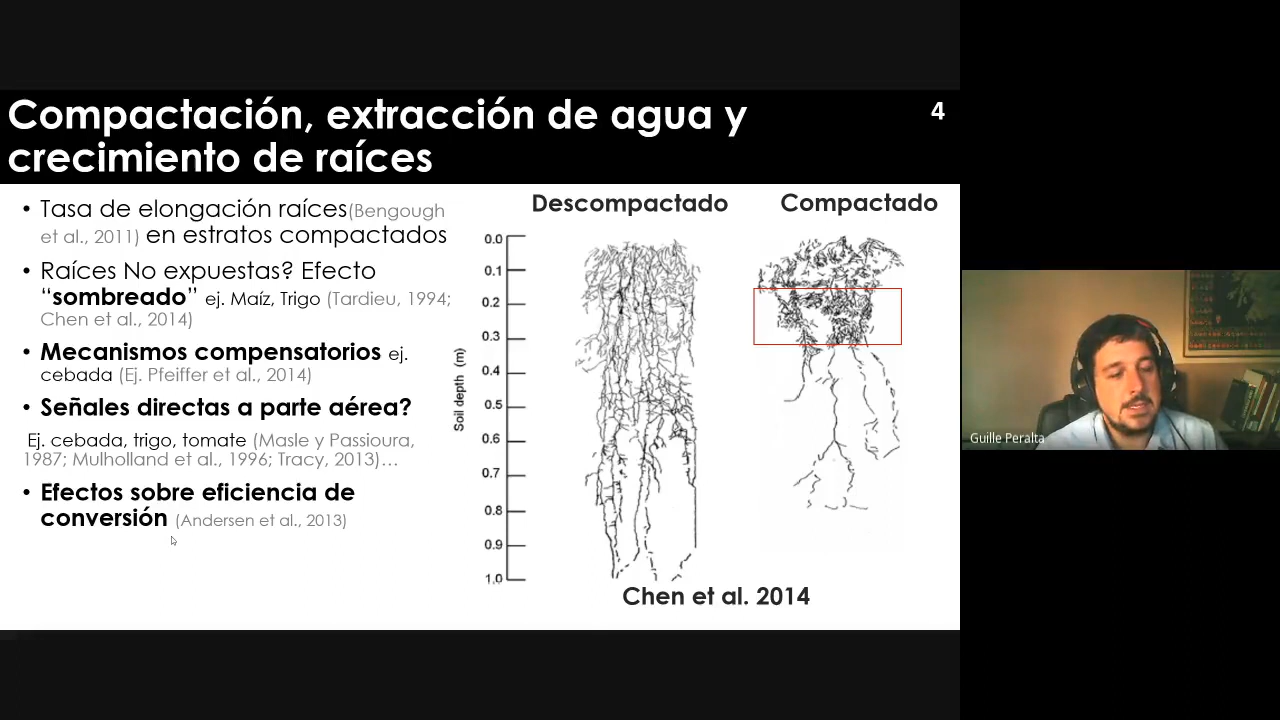 Compactación, extracción de agua y
crecimiento de raíces
4
• Tasa de elongación raíces(Bengough
et al., 2011) en estratos compactados
• Raíces No expuestas? Efecto
“sombreado” ej. Maíz, Trigo (Tardieu, 1994;
Chen et al., 2014)
• Mecanismos compensatorios ej.
cebada (Ej. Pfeiffer et al., 2014)
• Señales directas a parte aérea?
Ej. cebada, trigo, tomate (Masle y Passioura,
1987; Mulholland et al., 1996; Tracy, 2013)…
• Efectos sobre eficiencia de
conversión (Andersen et al., 2013)
Descompactado
Compactado
Soil depth (m)
0.0
0.1
0.2
0.3
0.4
0.5
0.6
0.7
0.8
0.9
1.0
Chen et al. 2014
Guille Peralta